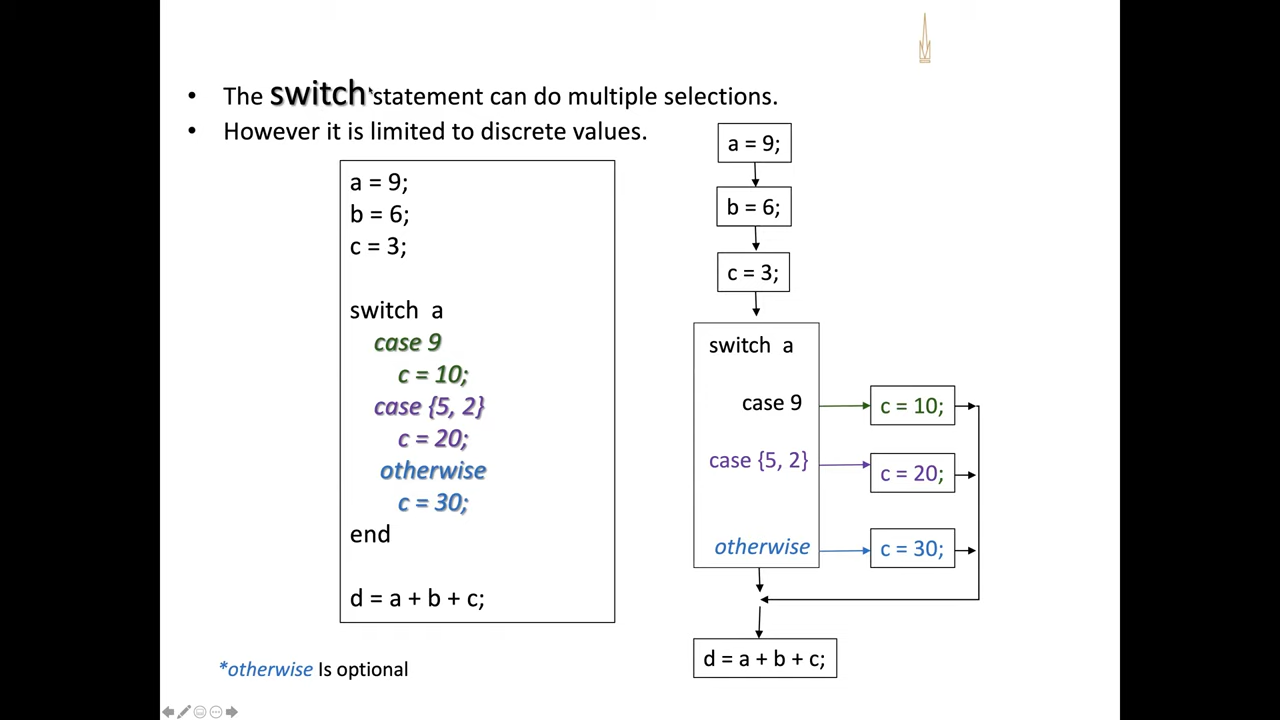 • The switch statement can do multiple selections.
• However it is limited to discrete values.
a = 9;
b = 6;
c = 3;
switch a
case 9
c = 10;
case {5, 2}
c = 20;
otherwise
c = 30;
end
d = a + b + c;
*otherwise Is optional
a = 9;
b = 6;
c = 3;
switch a
case 9
c = 10;
case {5, 2}
c = 20;
otherwise
c = 30;
d = a + b + c;